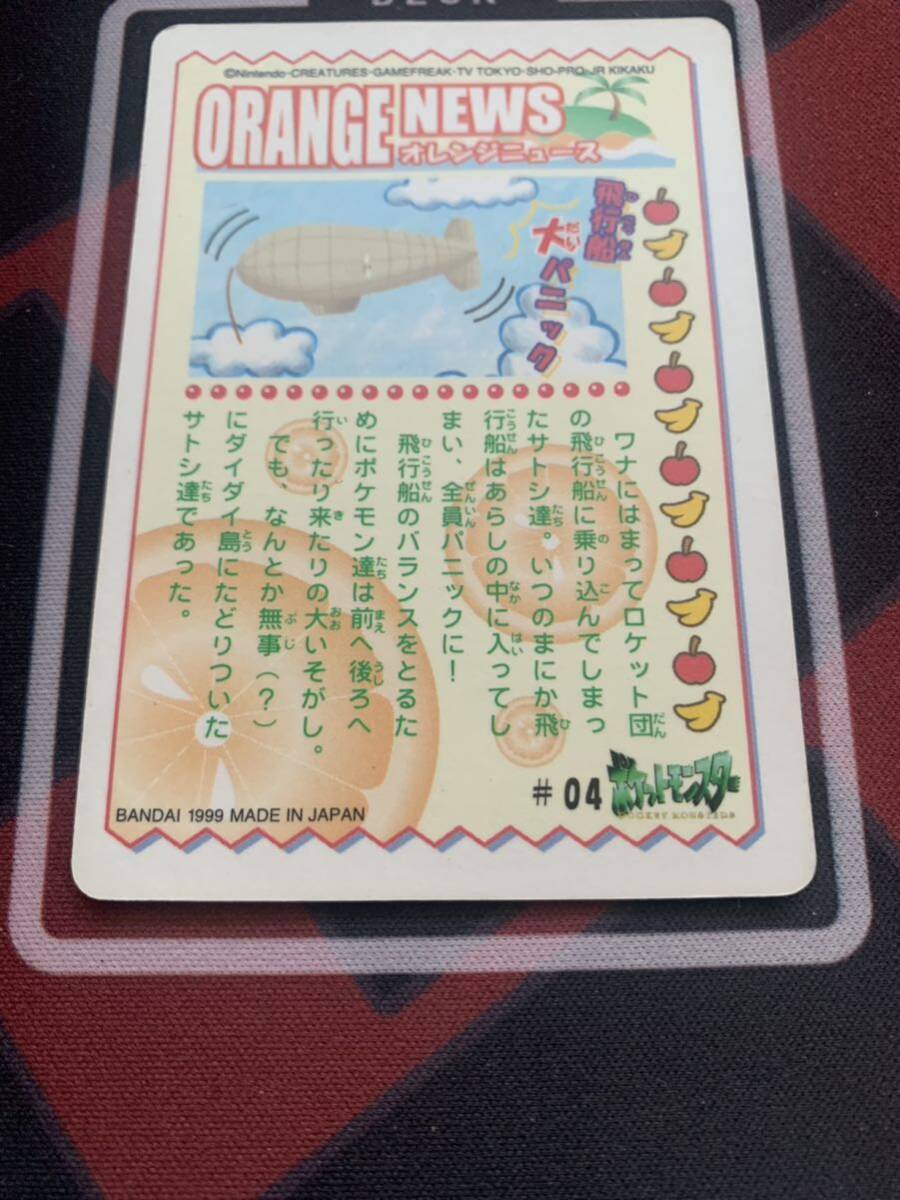 ©Nintendo·CREATURES·GAMEFREAK·TV TOKYO·SHO-PRO·JR KIKAKU
ORANGE NEWS
オレンジニュース
飛行船
大パニック
ワナにはまってロケット団
の飛行船に乗り込んでしまっ
たサトシ達。いつのまにか飛
行船はあらしの中に入ってし
まい、全員パニックに!
飛行船のバランスをとるた
めにポケモン達は前へ後ろへ
行ったり来たりの大いそがし。
でも、なんとか無事(?)
にダイダイ島にたどりついた
サトシ達であった。
#04
ポケットモンスター
POCKET MONSTERS
BANDAI 1999 MADE IN JAPAN